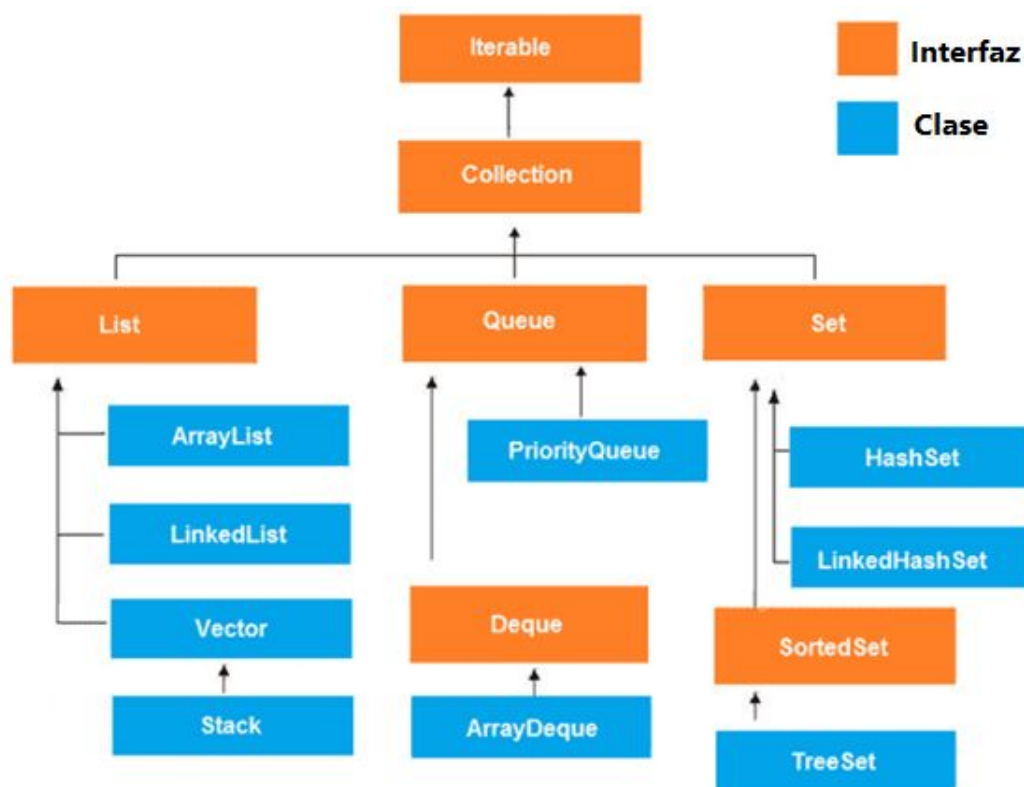 Iterable
Interfaz
Clase
Collection
List
Queue
Set
ArrayList
PriorityQueue
HashSet
LinkedList
LinkedHashSet
Vector
Deque
SortedSet
Stack
ArrayDeque
TreeSet